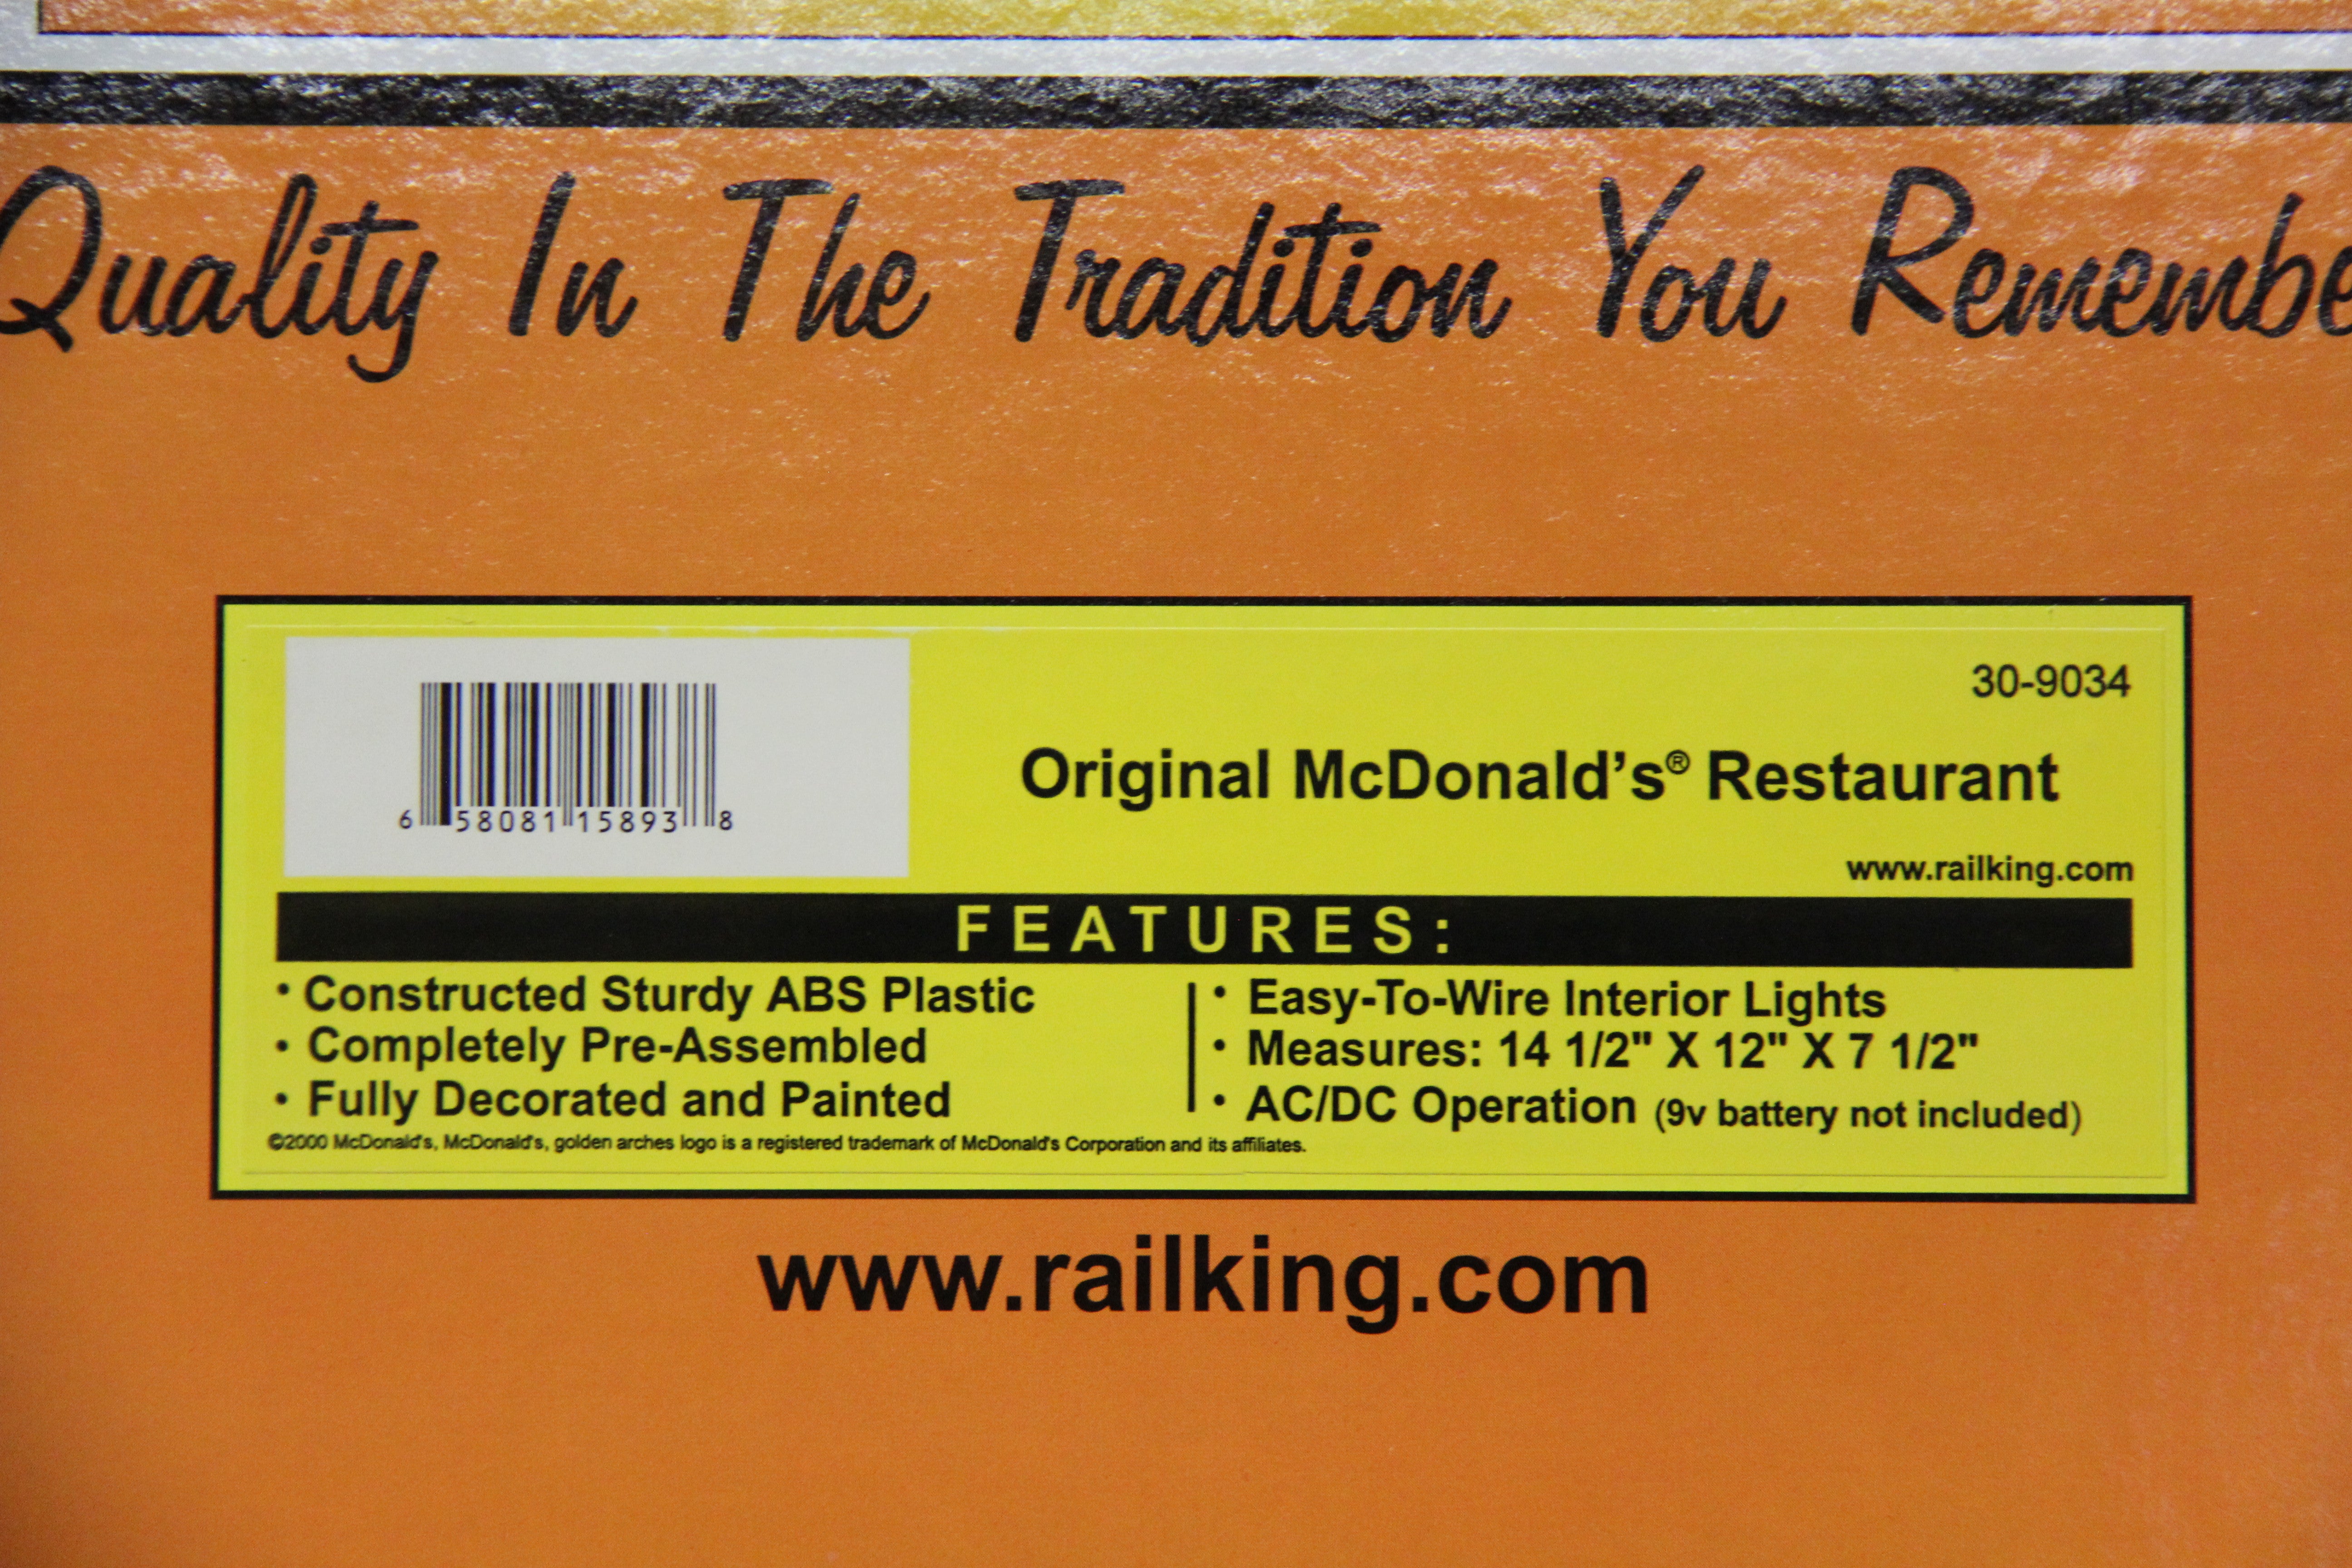 Quality In The Tradition You Remembe
30-9034
Original McDonald's® Restaurant
6 58081 15893 8
www.railking.com
FEATURES:
• Constructed Sturdy ABS Plastic
• Completely Pre-Assembled
• Fully Decorated and Painted
• Easy-To-Wire Interior Lights
• Measures: 14 1/2" X 12" X 7 1/2"
• AC/DC Operation (9v battery not included)
©2000 McDonald's, McDonald's, golden arches logo is a registered trademark of McDonald's Corporation and its affiliates.
www.railking.com